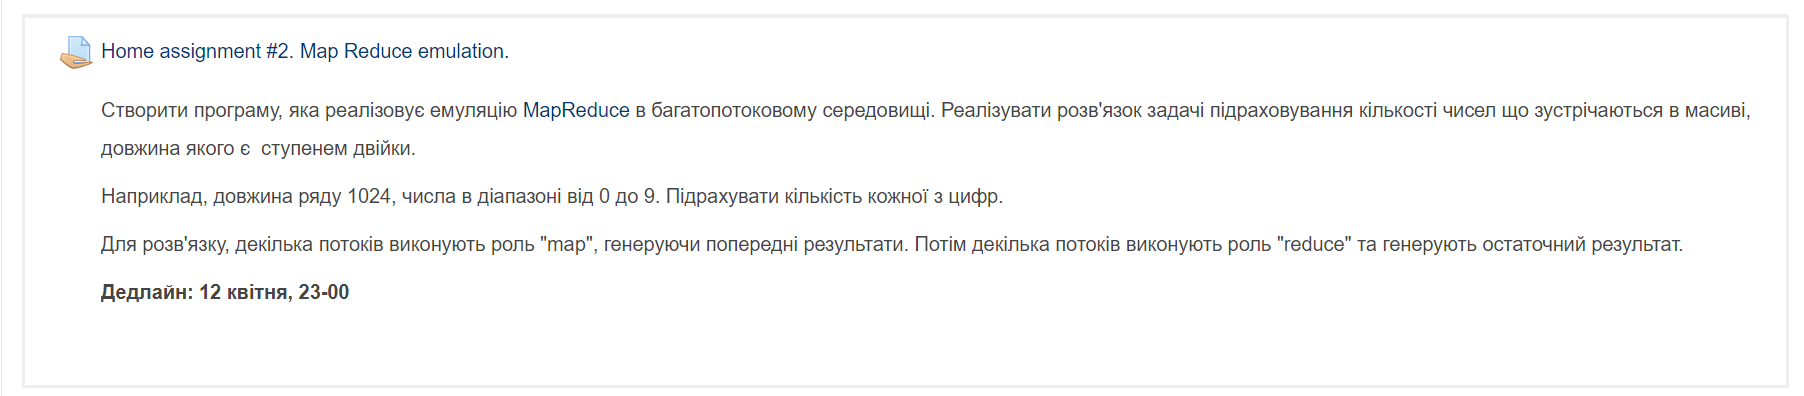 Home assignment #2. Map Reduce emulation.
Створити програму, яка реалізовує емуляцію MapReduce в багатопотоковому середовищі. Реалізувати розв'язок задачі підраховування кількості чисел що зустрічаються в масиві,
довжина якого є  ступенем двійки.
Наприклад, довжина ряду 1024, числа в діапазоні від 0 до 9. Підрахувати кількість кожної з цифр.
Для розв'язку, декілька потоків виконують роль "map", генеруючи попередні результати. Потім декілька потоків виконують роль "reduce" та генерують остаточний результат.
Дедлайн: 12 квітня, 23-00